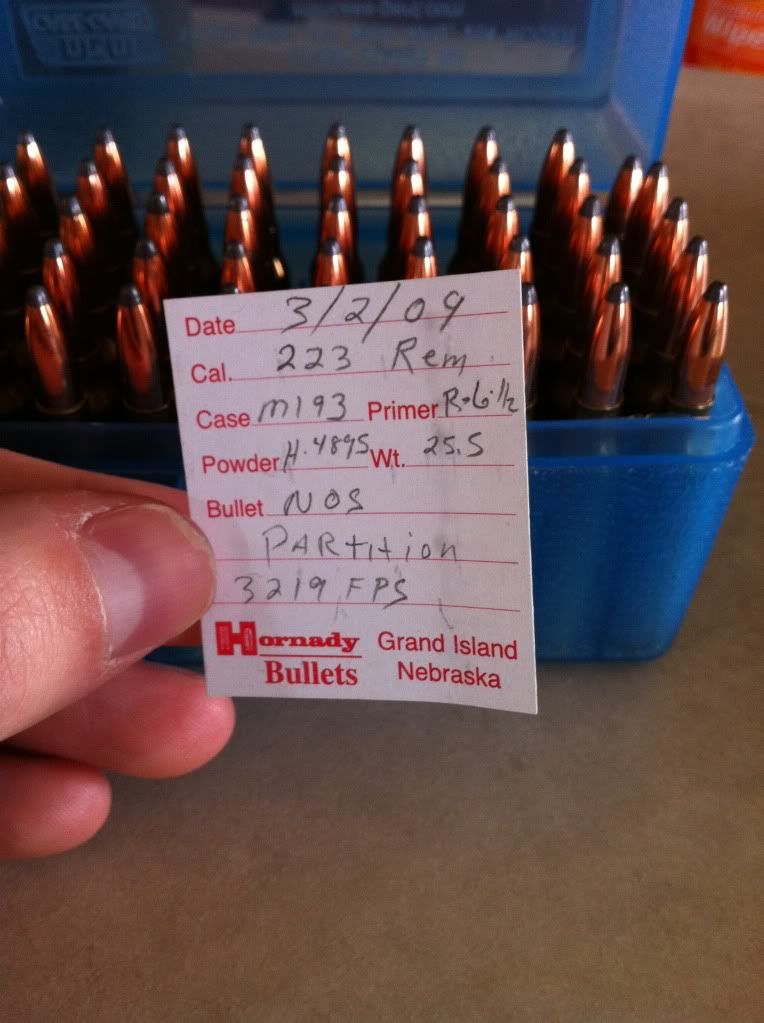 Date 3/2/09
Cal. 223 Rem
Case M193 Primer R-6 1/2
Powder H.4895 Wt. 25.5
Bullet NOS
PARtition
3219 FPS
Hornady Bullets
Grand Island Nebraska